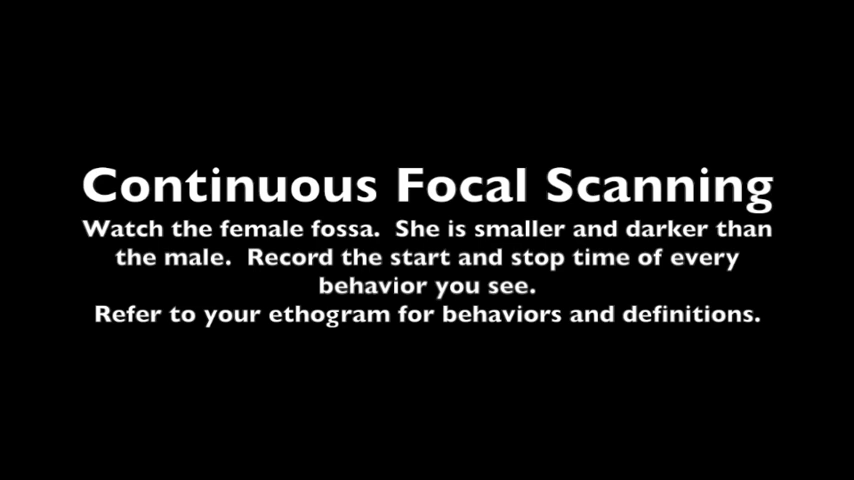 Continuous Focal Scanning
Watch the female fossa.  She is smaller and darker than
the male.  Record the start and stop time of every
behavior you see.
Refer to your ethogram for behaviors and definitions.